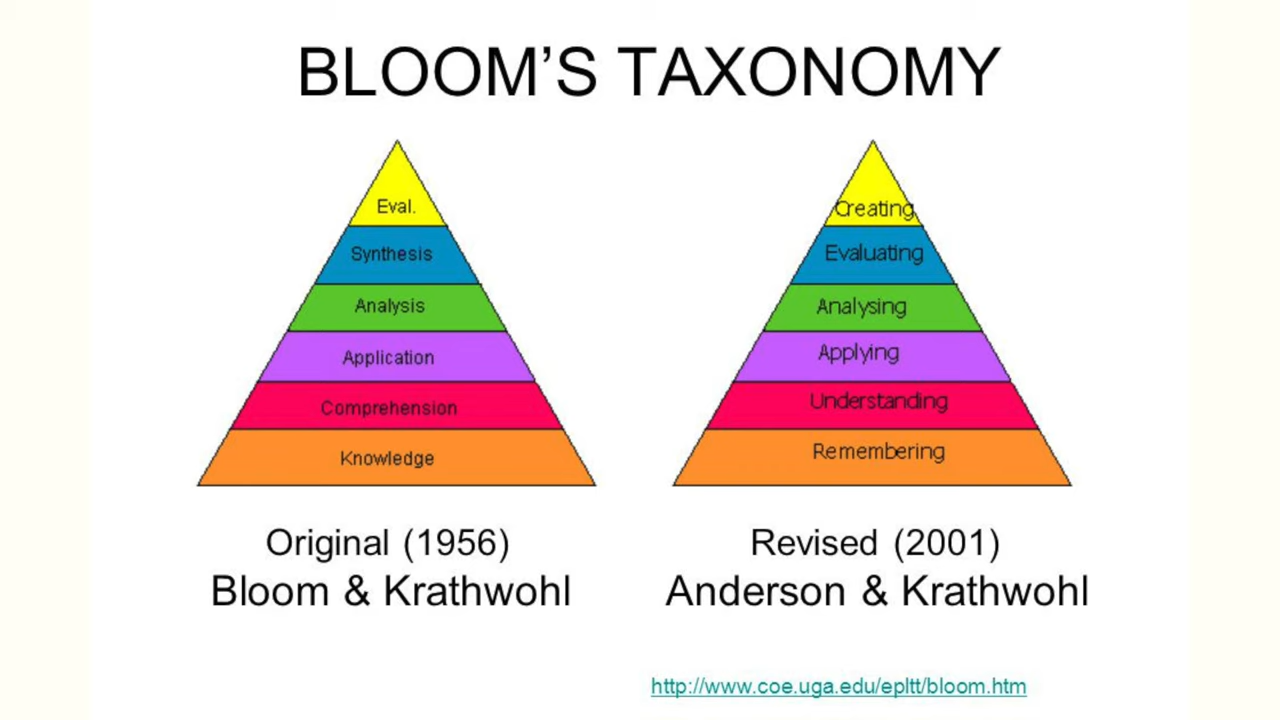 BLOOM’S TAXONOMY
Eval.
Synthesis
Analysis
Application
Comprehension
Knowledge
Original (1956)
Bloom & Krathwohl
Creating
Evaluating
Analysing
Applying
Understanding
Remembering
Revised (2001)
Anderson & Krathwohl
http://www.coe.uga.edu/epltt/bloom.htm